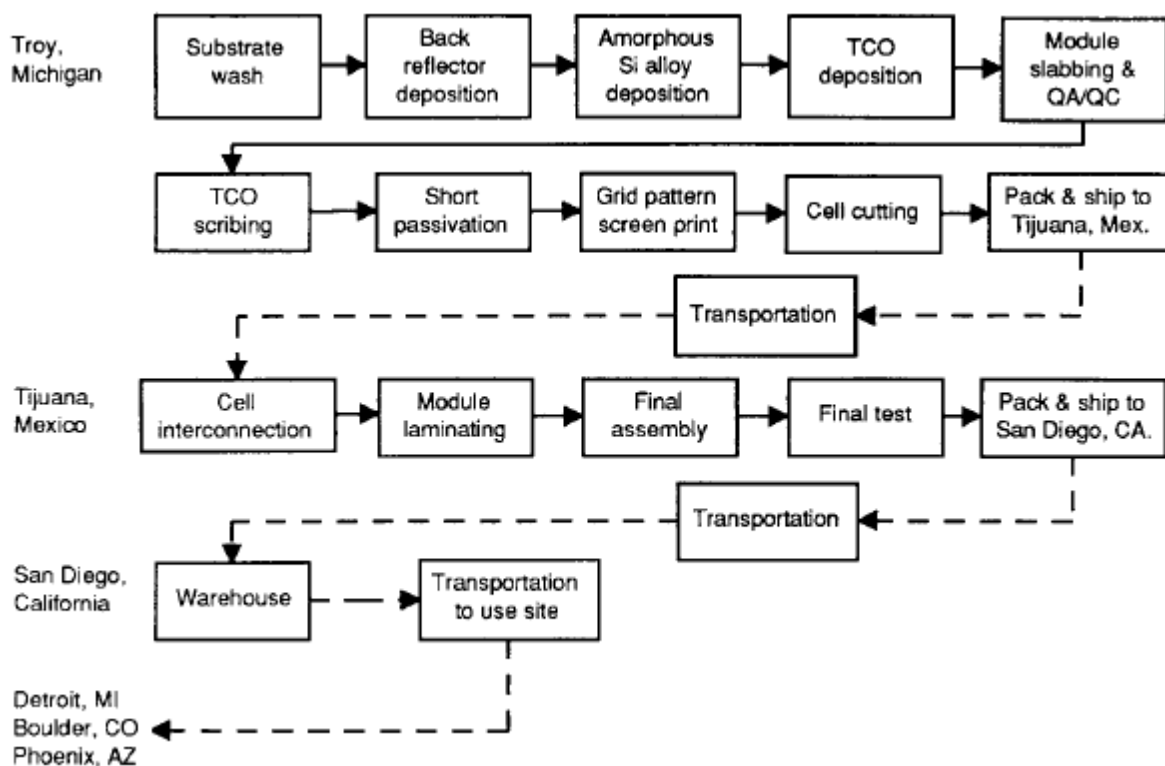 Troy,
Michigan
Substrate
wash
Back
reflector
deposition
Amorphous
Si alloy
deposition
TCO
deposition
Module
slabbing &
QA/QC
TCO
scribing
Short
passivation
Grid pattern
screen print
Cell cutting
Pack & ship to
Tijuana, Mex.
Transportation
Tijuana,
Mexico
Cell
interconnection
Module
laminating
Final
assembly
Final test
Pack & ship to
San Diego, CA.
Transportation
San Diego,
California
Warehouse
Transportation
to use site
Detroit, MI
Boulder, CO
Phoenix, AZ